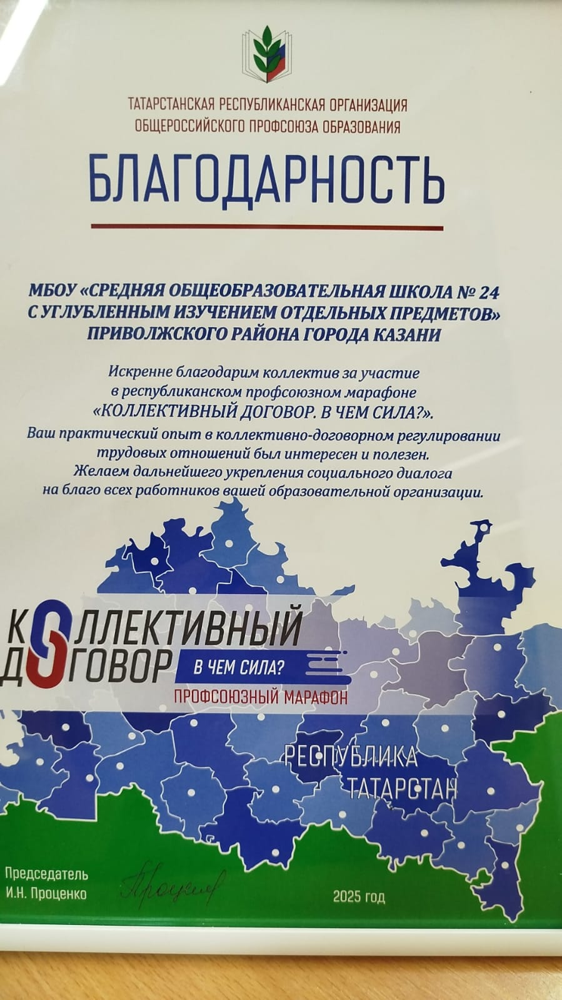 ТАТАРСТАНСКАЯ РЕСПУБЛИКАНСКАЯ ОРГАНИЗАЦИЯ
ОБЩЕРОССИЙСКОГО ПРОФСОЮЗА ОБРАЗОВАНИЯ
БЛАГОДАРНОСТЬ
МБОУ «СРЕДНЯЯ ОБЩЕОБРАЗОВАТЕЛЬНАЯ ШКОЛА № 24
С УГЛУБЛЕННЫМ ИЗУЧЕНИЕМ ОТДЕЛЬНЫХ ПРЕДМЕТОВ»
ПРИВОЛЖСКОГО РАЙОНА ГОРОДА КАЗАНИ
Искренне благодарим коллектив за участие
в республиканском профсоюзном марафоне
«КОЛЛЕКТИВНЫЙ ДОГОВОР. В ЧЕМ СИЛА?».
Ваш практический опыт в коллективно-договорном регулировании
трудовых отношений был интересен и полезен.
Желаем дальнейшего укрепления социального диалога
на благо всех работников вашей образовательной организации.
КОЛЛЕКТИВНЫЙ
ДОГОВОР
В ЧЕМ СИЛА?
ПРОФСОЮЗНЫЙ МАРАФОН
РЕСПУБЛИКА
ТАТАРСТАН
Председатель
И.Н. Проценко
2025 год